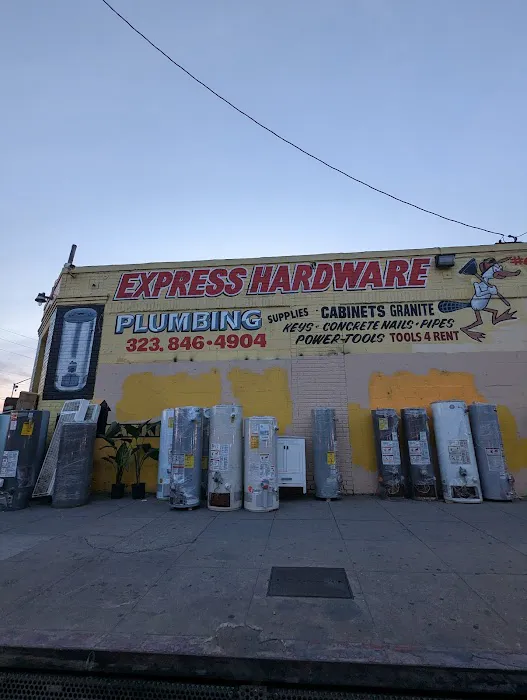 EXPRESS HARDWARE
PLUMBING SUPPLIES · CABINETS GRANITE
KEYS · CONCRETE NAILS · PIPES
323. 846·4904 POWER-TOOLS TOOLS 4 RENT